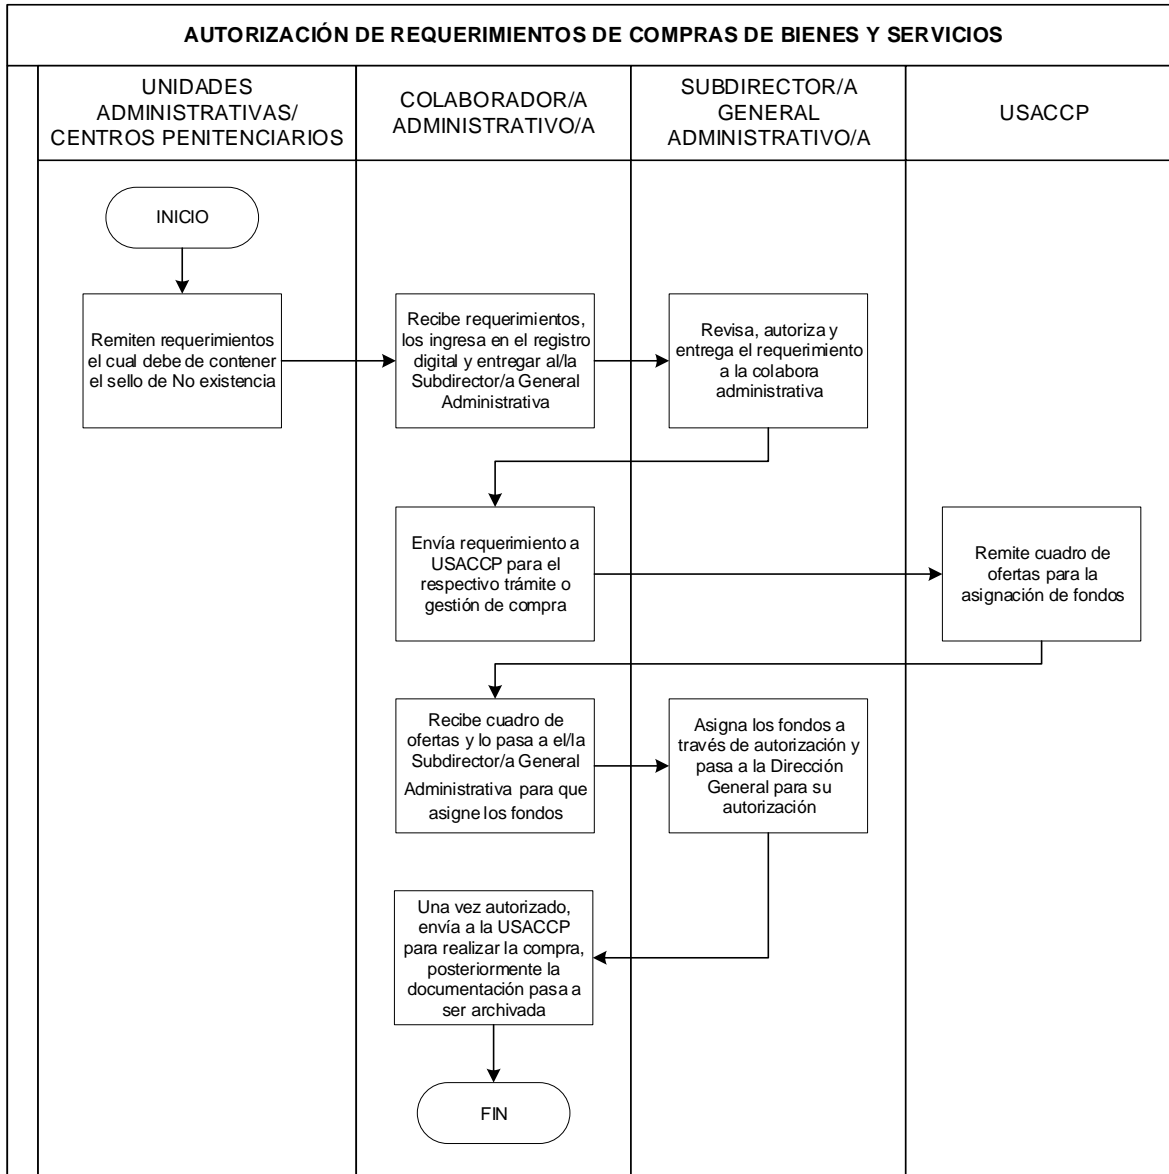 AUTORIZACIÓN DE REQUERIMIENTOS DE COMPRAS DE BIENES Y SERVICIOS
UNIDADES
ADMINISTRATIVAS/
CENTROS PENITENCIARIOS
COLABORADOR/A
ADMINISTRATIVO/A
SUBDIRECTOR/A
GENERAL
ADMINISTRATIVO/A
USACCP
INICIO
Remiten requerimientos
el cual debe de contener
el sello de No existencia
Recibe requerimientos,
los ingresa en el registro
digital y entregar al/la
Subdirector/a General
Administrativa
Revisa, autoriza y
entrega el requerimiento
a la colabora
administrativa
Envía requerimiento a
USACCP para el
respectivo trámite o
gestión de compra
Remite cuadro de
ofertas para la
asignación de fondos
Recibe cuadro de
ofertas y lo pasa a el/la
Subdirector/a General
Administrativa para que
asigne los fondos
Asigna los fondos a
través de autorización y
pasa a la Dirección
General para su
autorización
Una vez autorizado,
envía a la USACCP
para realizar la compra,
posteriormente la
documentación pasa a
ser archivada
FIN